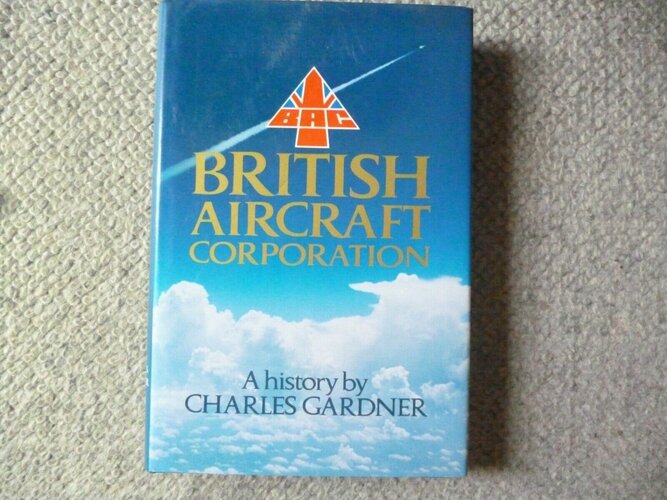 BAC
BRITISH
AIRCRAFT
CORPORATION
A history by
CHARLES GARDNER